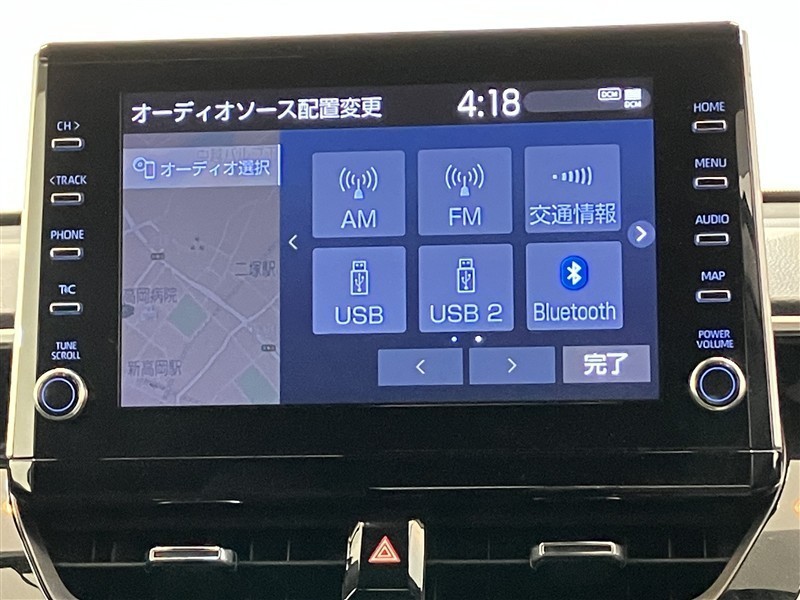 オーディオソース配置変更 4:18 DCM DCM
CH >
< TRACK
PHONE
T&C
TUNE
SCROLL
オーディオ選択
二塚駅
高岡病院
新高岡駅
AM FM 交通情報
USB USB 2 Bluetooth
< > 完了
HOME
MENU
AUDIO
MAP
POWER
VOLUME